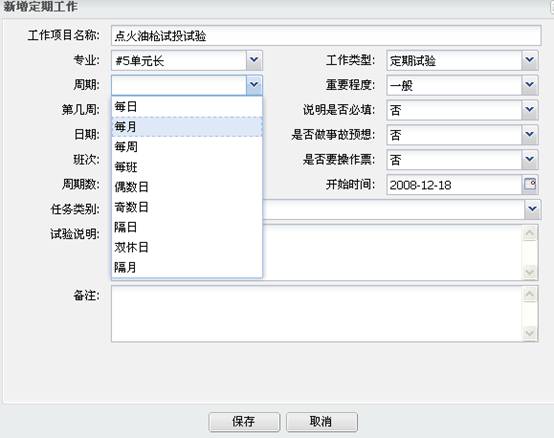 新增定期工作
工作项目名称: 点火油枪试投试验
专业: #5单元长 工作类型: 定期试验
周期: 重要程度: 一般
每日
第几周: 说明是否必填: 否
每月
日期: 是否做事故预想: 否
每周
班次: 是否要操作票: 否
每班
周期数: 开始时间: 2008-12-18
偶数日
任务类别: 奇数日
试验说明: 隔日
双休日
隔月
备注:
保存 取消